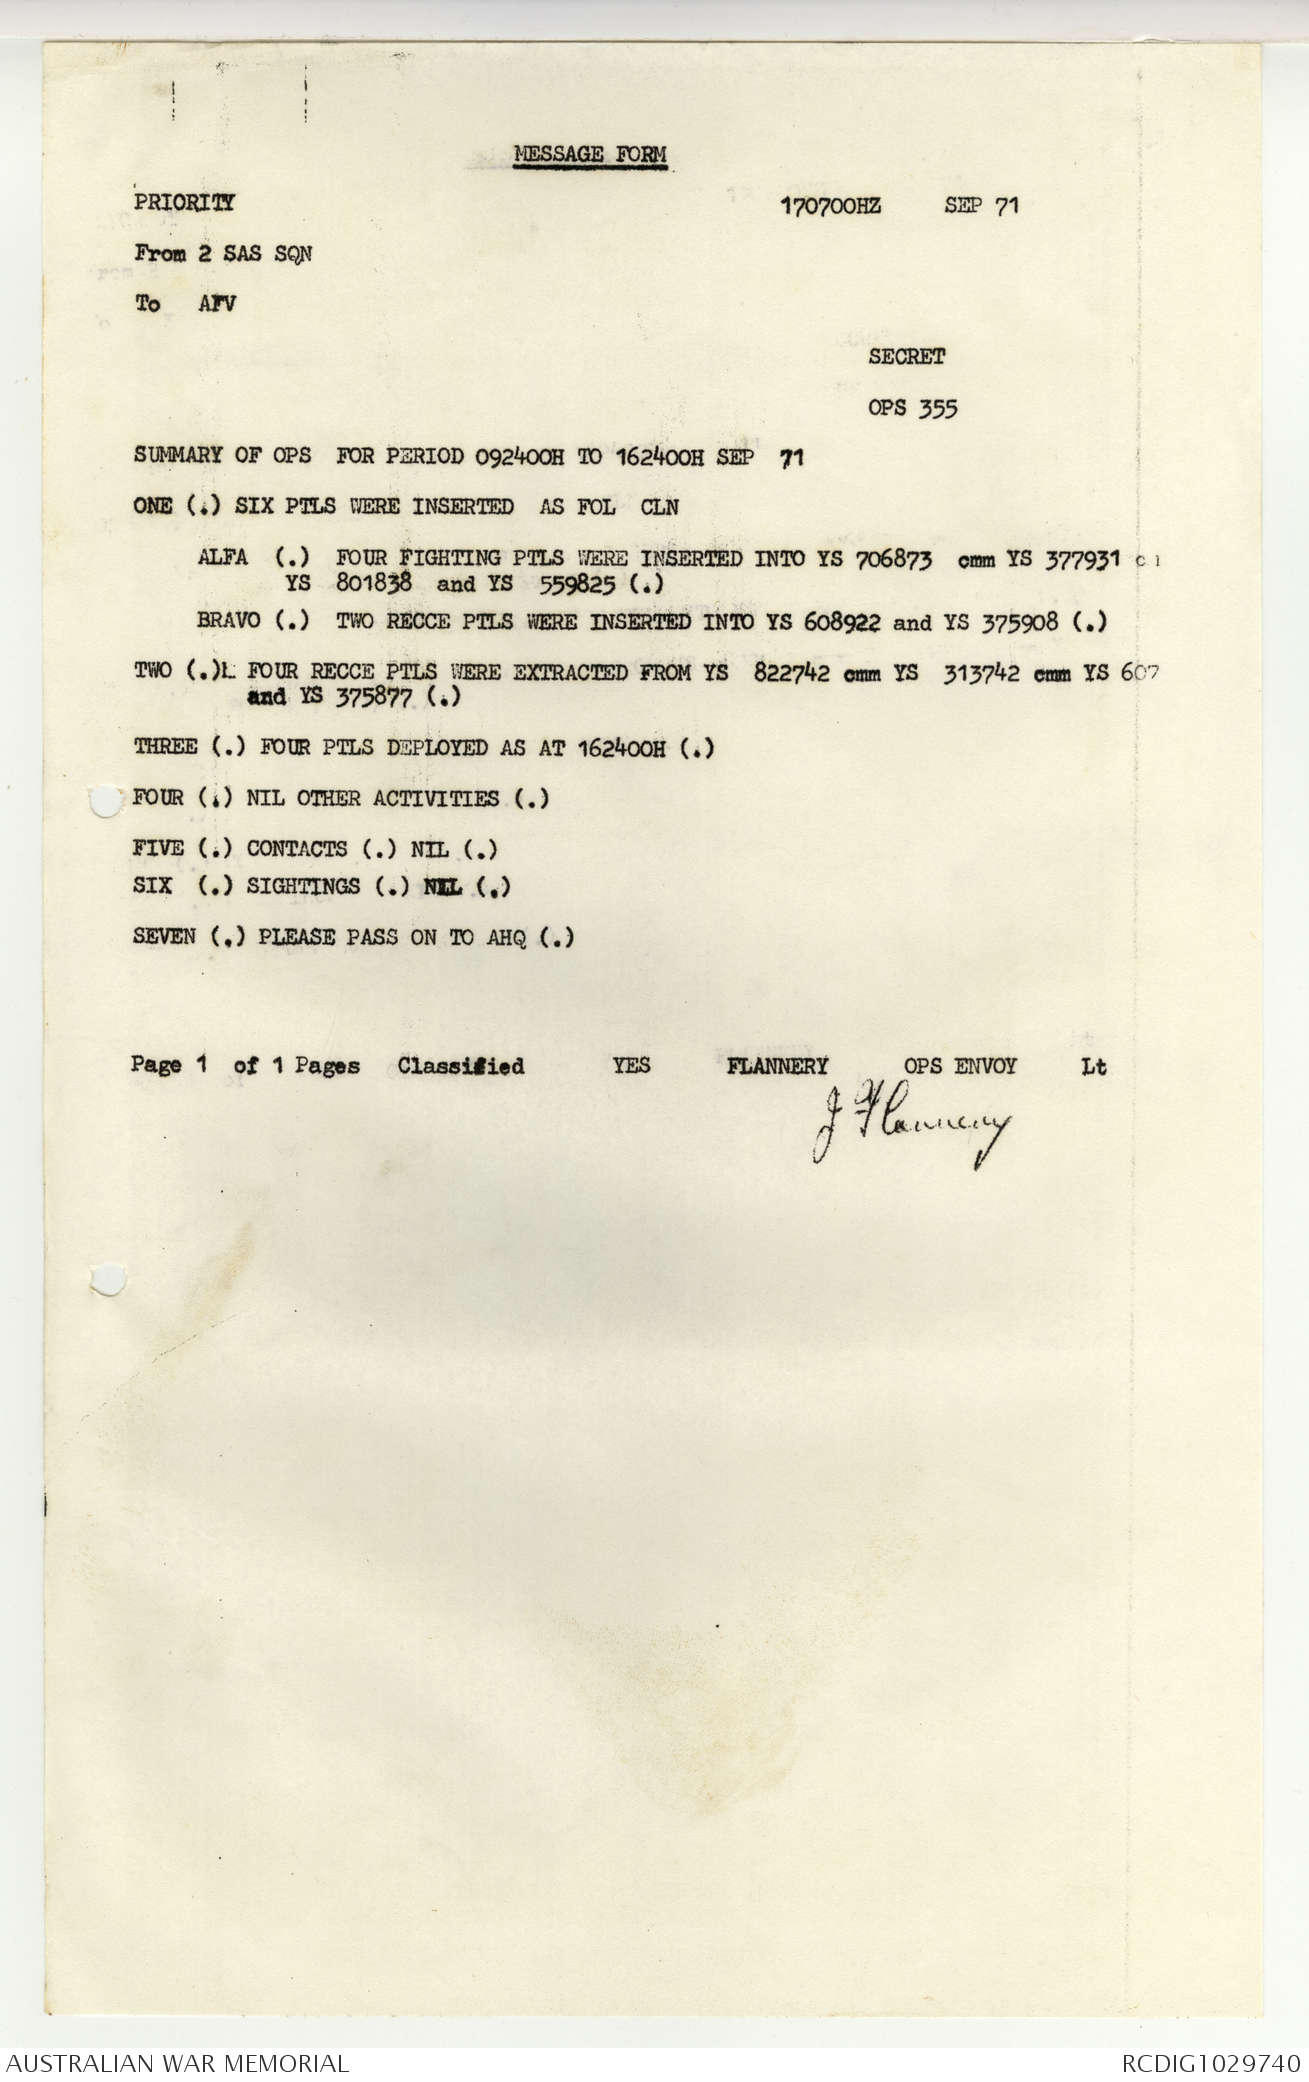 MESSAGE FORM
PRIORITY 170700HZ SEP 71
From 2 SAS SQN
To AFV
SECRET
OPS 355
SUMMARY OF OPS FOR PERIOD 092400H TO 162400H SEP 71
ONE (.) SIX PTLS WERE INSERTED AS FOL CLN
ALFA (.) FOUR FIGHTING PTLS WERE INSERTED INTO YS 706873 cmm YS 377931
YS 801838 and YS 559825 (.)
BRAVO (.) TWO RECCE PTLS WERE INSERTED INTO YS 608922 and YS 375908 (.)
TWO (.) FOUR RECCE PTLS WERE EXTRACTED FROM YS 822742 cmm YS 313742 cmm YS 607
and YS 375877 (.)
THREE (.) FOUR PTLS DEPLOYED AS AT 162400H (.)
FOUR (.) NIL OTHER ACTIVITIES (.)
FIVE (.) CONTACTS (.) NIL (.)
SIX (.) SIGHTINGS (.) NIL (.)
SEVEN (.) PLEASE PASS ON TO AHQ (.)
Page 1 of 1 Pages Classified YES FLANNERY OPS ENVOY Lt
J Flannery
AUSTRALIAN WAR MEMORIAL RCDIG1029740